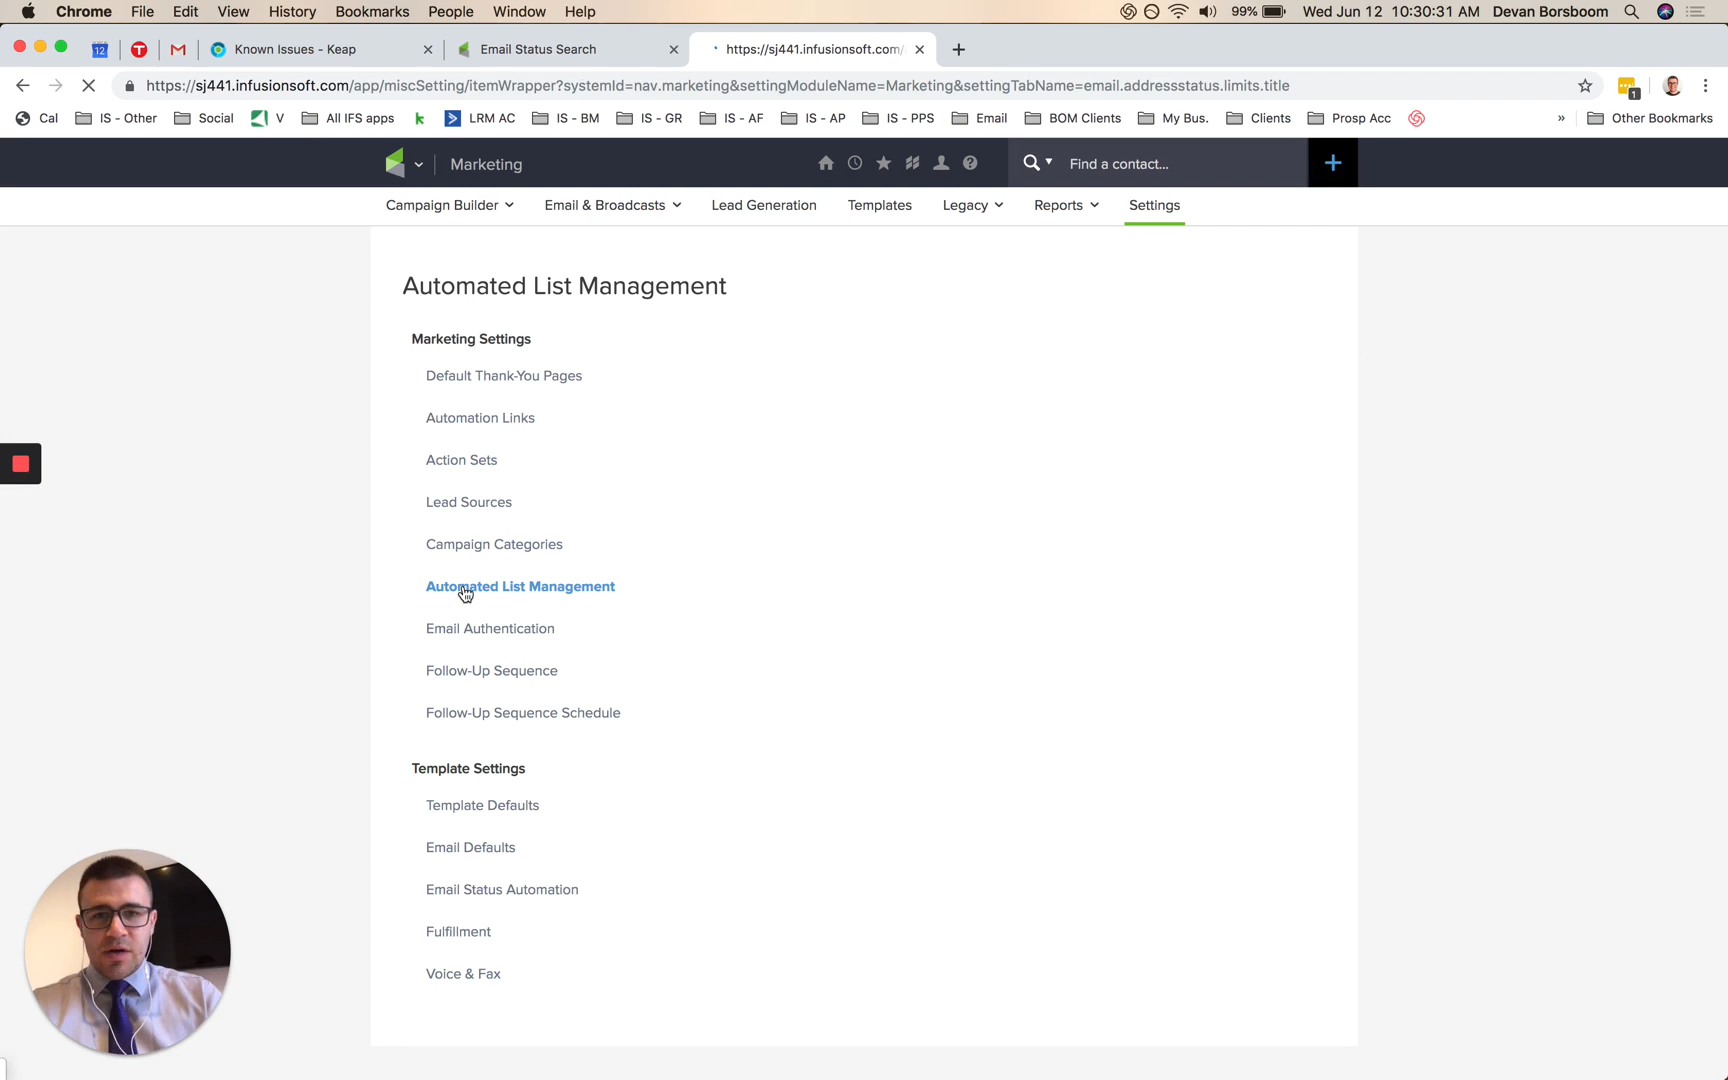 Chrome File Edit View History Bookmarks People Window Help 99% Wed Jun 12 10:30:31 AM Devan Borsboom
12 Known Issues - Keap Email Status Search https://sj441.infusionsoft.com/
https://sj441.infusionsoft.com/app/miscSetting/itemWrapper?systemId=nav.marketing&settingModuleName=Marketing&settingTabName=email.addressstatus.limits.title 1
Cal IS - Other Social V All IFS apps k LRM AC IS - BM IS - GR IS - AF IS - AP IS - PPS Email BOM Clients My Bus. Clients Prosp Acc » Other Bookmarks
Marketing Find a contact...
Campaign Builder Email & Broadcasts Lead Generation Templates Legacy Reports Settings
Automated List Management
Marketing Settings
Default Thank-You Pages
Automation Links
Action Sets
Lead Sources
Campaign Categories
Automated List Management
Email Authentication
Follow-Up Sequence
Follow-Up Sequence Schedule
Template Settings
Template Defaults
Email Defaults
Email Status Automation
Fulfillment
Voice & Fax